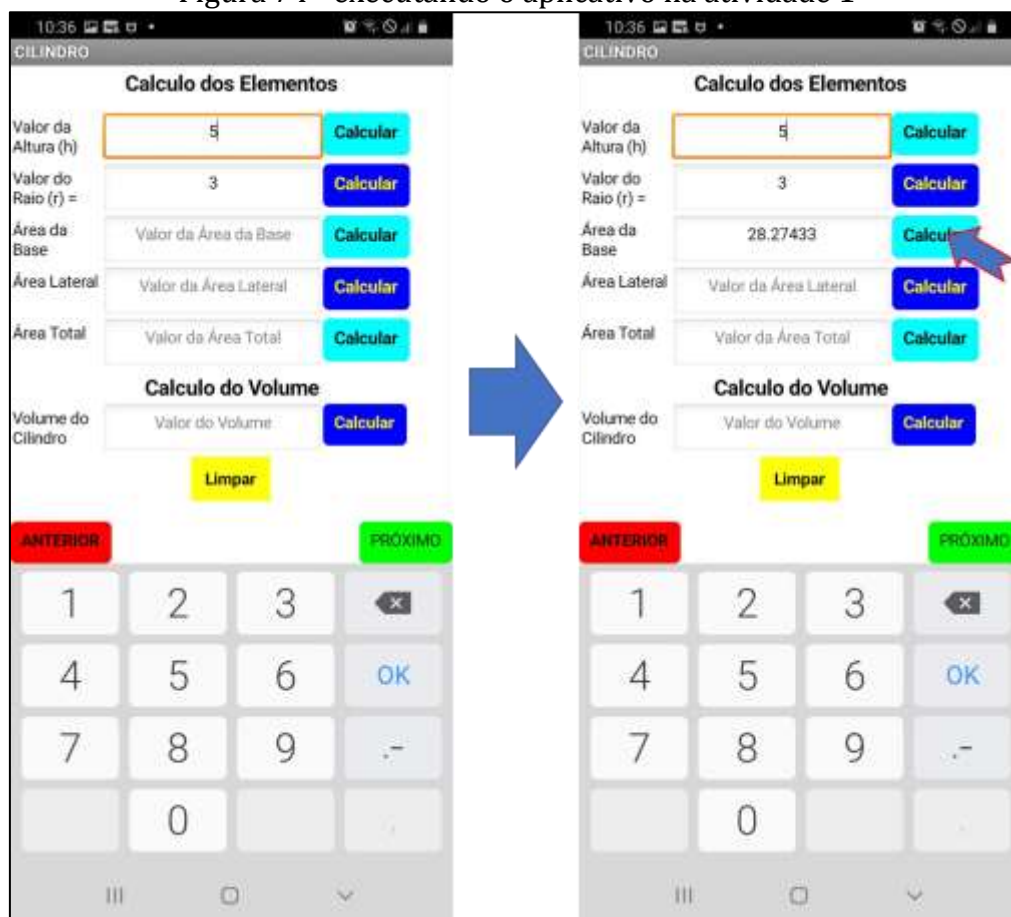 Figura 74 - executando o aplicativo na atividade 1
10:36
CILINDRO
Calculo dos Elementos
Valor da
Altura (h)
5
Calcular
Valor do
Raio (r) =
3
Calcular
Área da
Base
Valor da Área da Base
Calcular
Área Lateral
Valor da Área Lateral
Calcular
Área Total
Valor da Área Total
Calcular
Calculo do Volume
Volume do
Cilindro
Valor do Volume
Calcular
Limpar
ANTERIOR
PRÓXIMO
1 2 3
4 5 6 OK
7 8 9 .-
0 ,
10:36
CILINDRO
Calculo dos Elementos
Valor da
Altura (h)
5
Calcular
Valor do
Raio (r) =
3
Calcular
Área da
Base
28.27433
Área Lateral
Valor da Área Lateral
Calcular
Área Total
Valor da Área Total
Calcular
Calculo do Volume
Volume do
Cilindro
Valor do Volume
Calcular
Limpar
ANTERIOR
PRÓXIMO
1 2 3
4 5 6 OK
7 8 9 .-
0